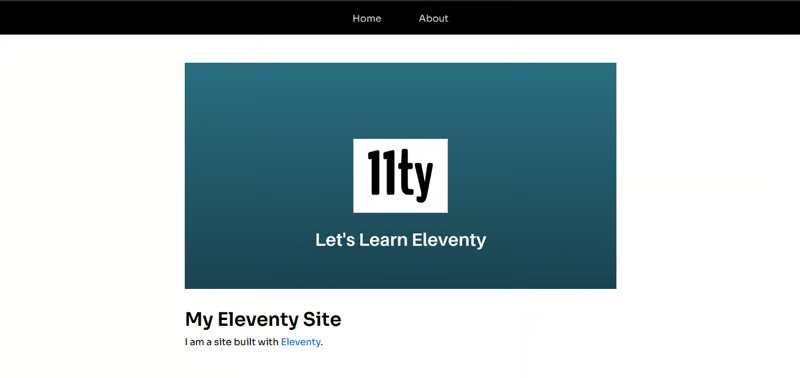 Home About
11ty
Let's Learn Eleventy
My Eleventy Site
I am a site built with Eleventy.